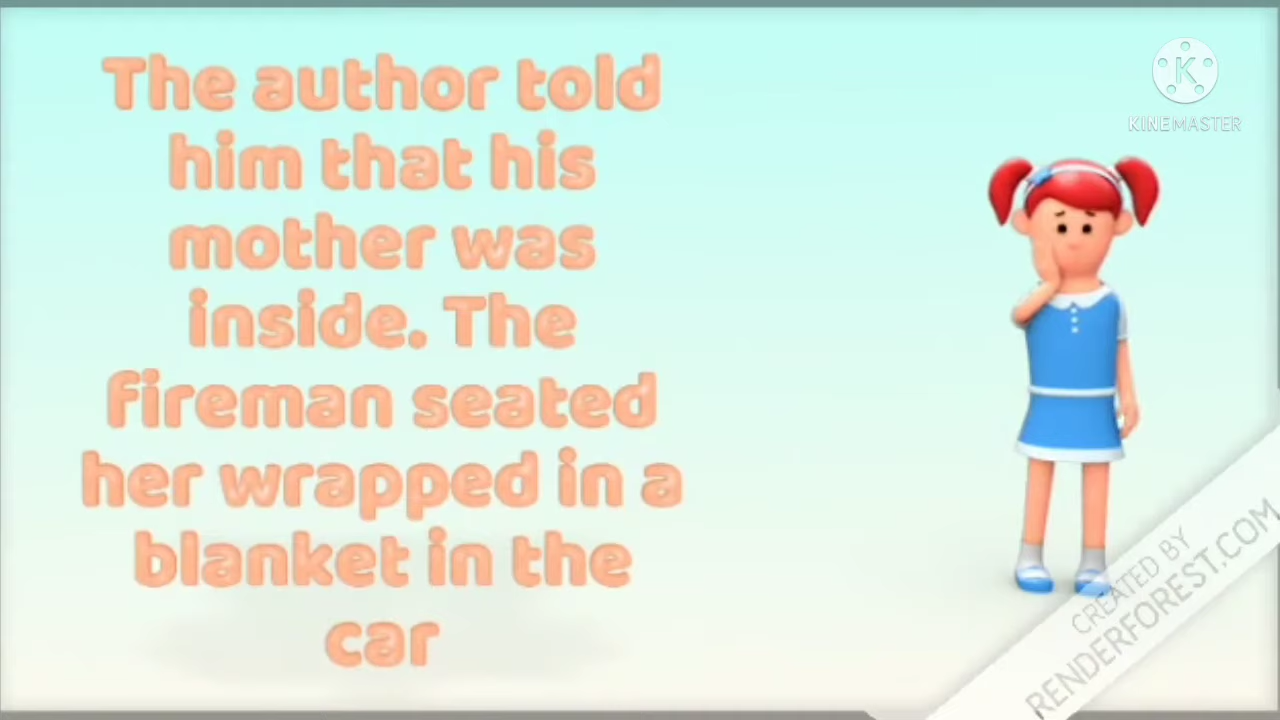 The author told
him that his
mother was
inside. The
fireman seated
her wrapped in a
blanket in the
car
K
KINEMASTER
CREATED BY
RENDERFOREST.COM